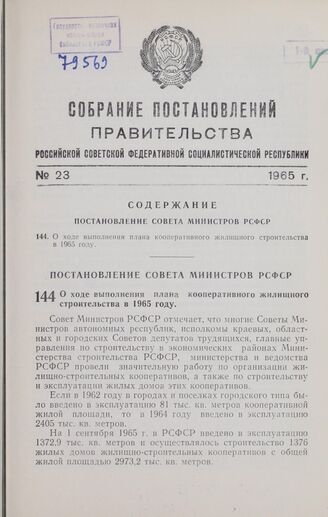 Государственная
РСФСР
79569
СОБРАНИЕ ПОСТАНОВЛЕНИЙ
ПРАВИТЕЛЬСТВА
РОССИЙСКОЙ СОВЕТСКОЙ ФЕДЕРАТИВНОЙ СОЦИАЛИСТИЧЕСКОЙ РЕСПУБЛИКИ
№ 23 1965 г.
СОДЕРЖАНИЕ
ПОСТАНОВЛЕНИЕ СОВЕТА МИНИСТРОВ РСФСР
144. О ходе выполнения плана кооперативного жилищного строительства
в 1965 году.
ПОСТАНОВЛЕНИЕ СОВЕТА МИНИСТРОВ РСФСР
144 О ходе выполнения плана кооперативного жилищного
строительства в 1965 году.
Совет Министров РСФСР отмечает, что многие Советы Ми-
нистров автономных республик, исполкомы краевых, област-
ных и городских Советов депутатов трудящихся, главные уп-
равления по строительству в экономических районах Мини-
стерства строительства РСФСР, министерства и ведомства
РСФСР провели значительную работу по организации жи-
лищно-строительных кооперативов, а также по строительству
и эксплуатации жилых домов этих кооперативов.
Если в 1962 году в городах и поселках городского типа бы-
ло введено в эксплуатацию 81 тыс. кв. метров кооперативной
жилой площади, то в 1964 году введено в эксплуатацию
2405 тыс. кв. метров.
На 1 сентября 1965 г. в РСФСР введено в эксплуатацию
1372,9 тыс. кв. метров и осуществлялось строительство 1376
жилых домов жилищно-строительных кооперативов с общей
жилой площадью 2973,2 тыс. кв. метров.